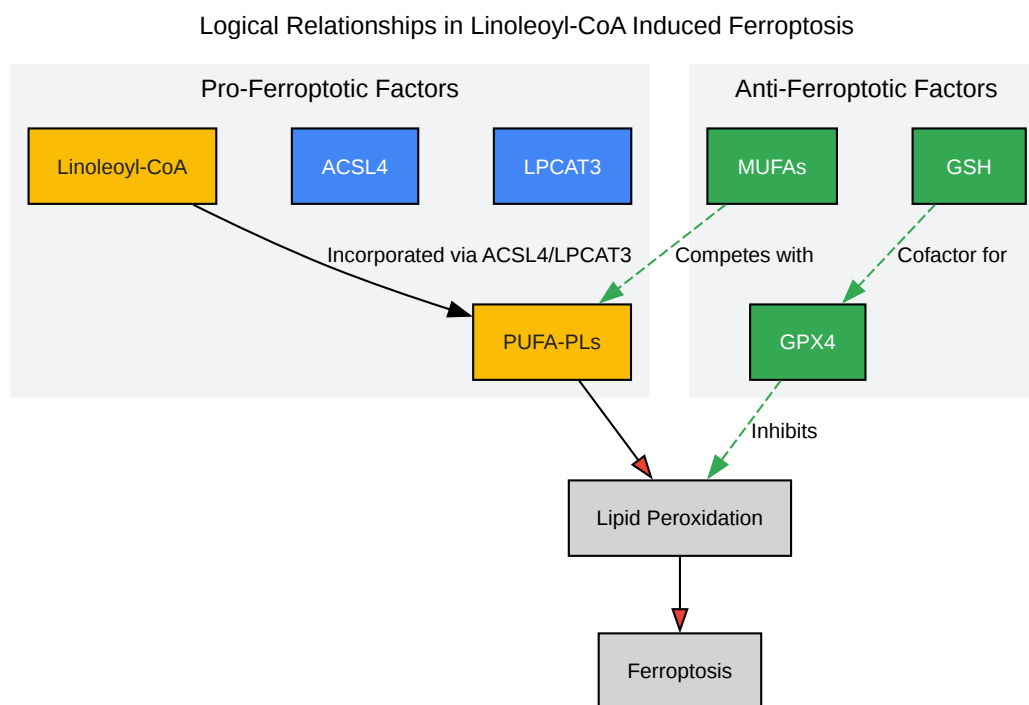 Logical Relationships in Linoleoyl-CoA Induced Ferroptosis
Pro-Ferroptotic Factors
Anti-Ferroptotic Factors
Linoleoyl-CoA
ACSL4
LPCAT3
MUFAs
GSH
Incorporated via ACSL4/LPCAT3
Competes with
Cofactor for
PUFA-PLs
GPX4
Inhibits
Lipid Peroxidation
Ferroptosis